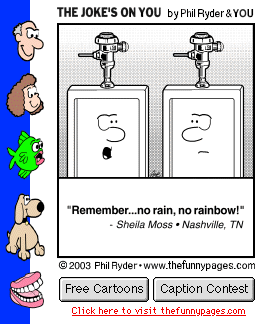 THE JOKE'S ON YOU by Phil Ryder & YOU
"Remember...no rain, no rainbow!"
- Sheila Moss • Nashville, TN
© 2003 Phil Ryder • www.thefunnypages.com
Free Cartoons
Caption Contest
Click here to visit thefunnypages.com